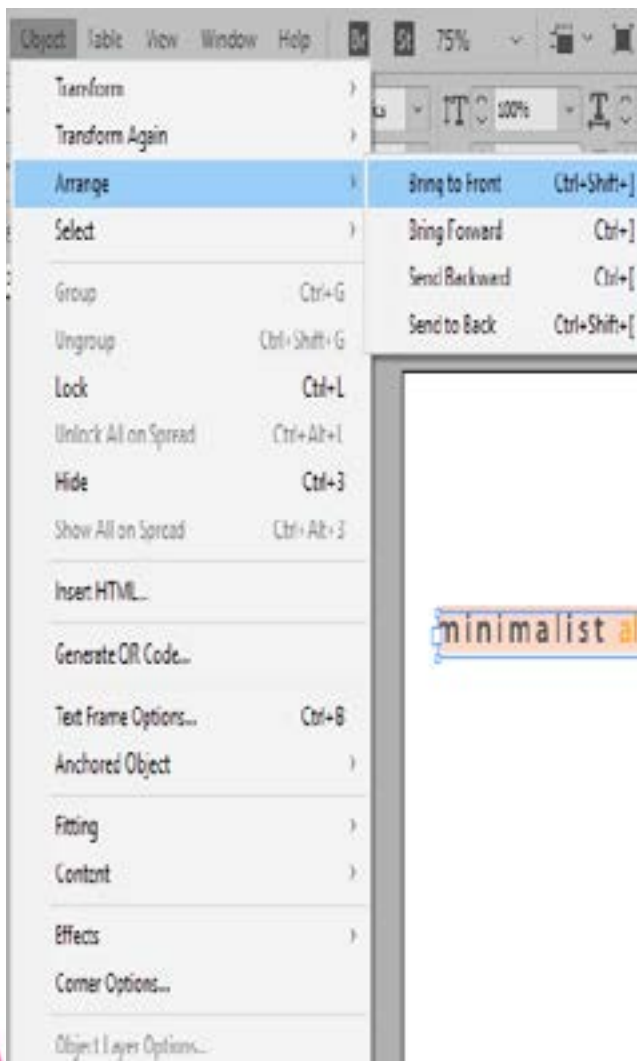 Object Table View Window Help Br St 75%
Transform
100%
Transform Again
Arrange
Bring to Front Ctrl+Shift+]
Select
Bring Forward Ctrl+]
Send Backward Ctrl+[
Group Ctrl+G
Send to Back Ctrl+Shift+[
Ungroup Ctrl+Shift+G
Lock Ctrl+L
Unlock All on Spread Ctrl+Alt+L
Hide Ctrl+3
Show All on Spread Ctrl+Alt+3
Insert HTML...
minimalist
Generate QR Code...
Text Frame Options... Ctrl+B
Anchored Object
Fitting
Content
Effects
Corner Options...
Object Layer Options...